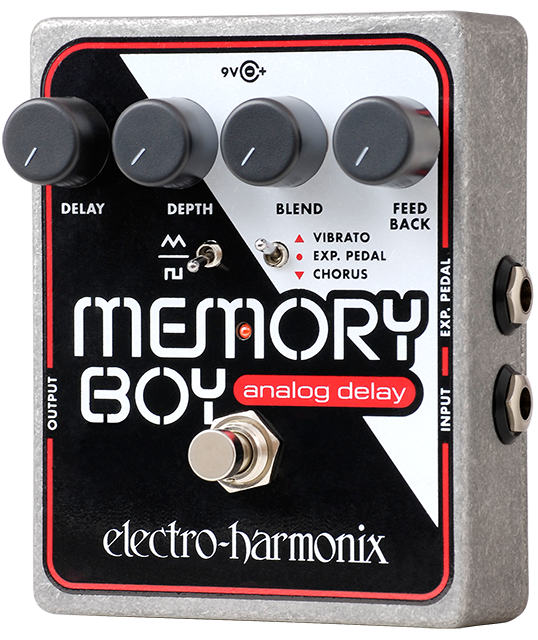 9V +
DELAY
DEPTH
BLEND
FEED
BACK
VIBRATO
EXP. PEDAL
CHORUS
MEMORY
BOY
analog delay
OUTPUT
EXP. PEDAL
INPUT
electro-harmonix